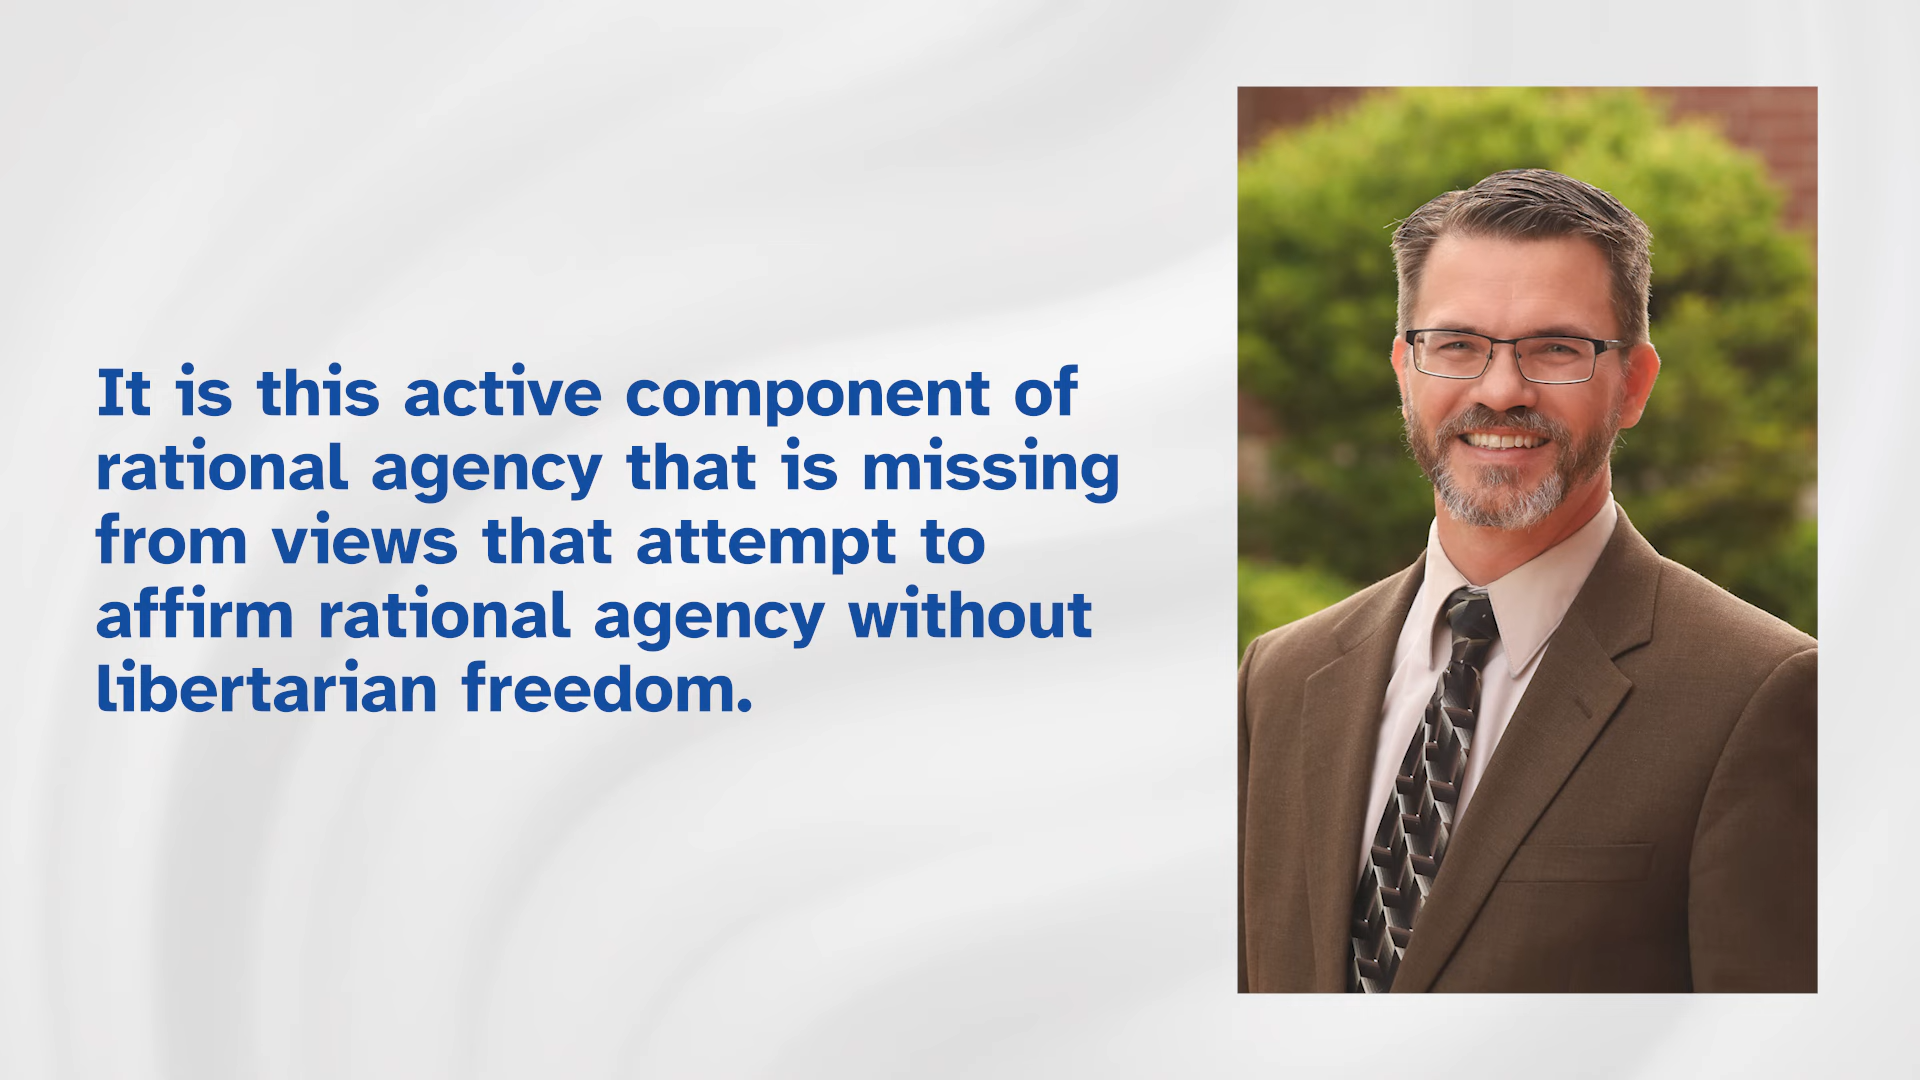 It is this active component of
rational agency that is missing
from views that attempt to
affirm rational agency without
libertarian freedom.